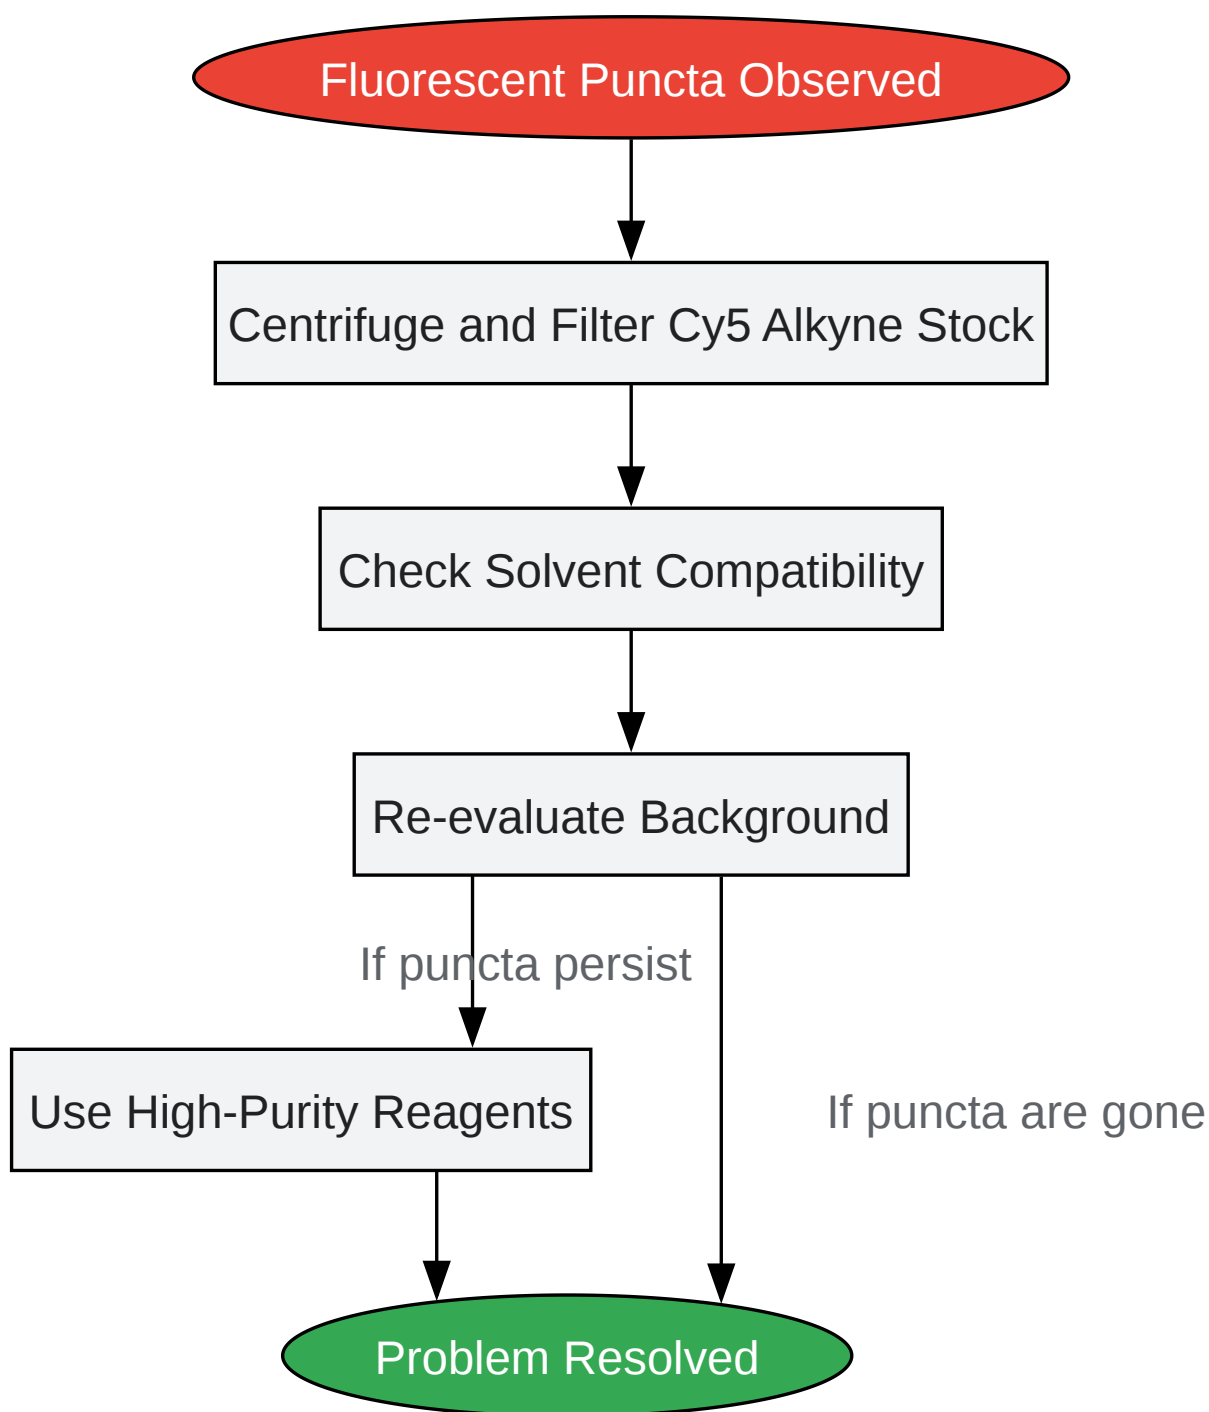 Fluorescent Puncta Observed
Centrifuge and Filter Cy5 Alkyne Stock
Check Solvent Compatibility
Re-evaluate Background
If puncta persist
Use High-Purity Reagents
If puncta are gone
Problem Resolved